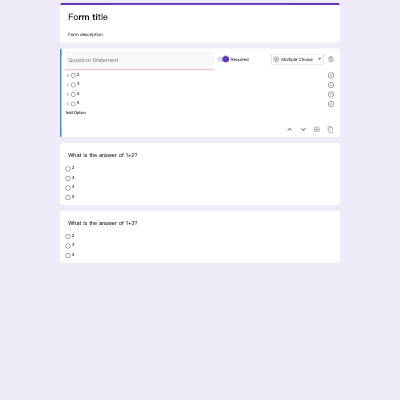 Form title
Form description
Question Statement
Required
Multiple Choice
2
3
4
5
Add Option
What is the answer of 1+2?
2
3
4
5
What is the answer of 1+3?
2
3
4